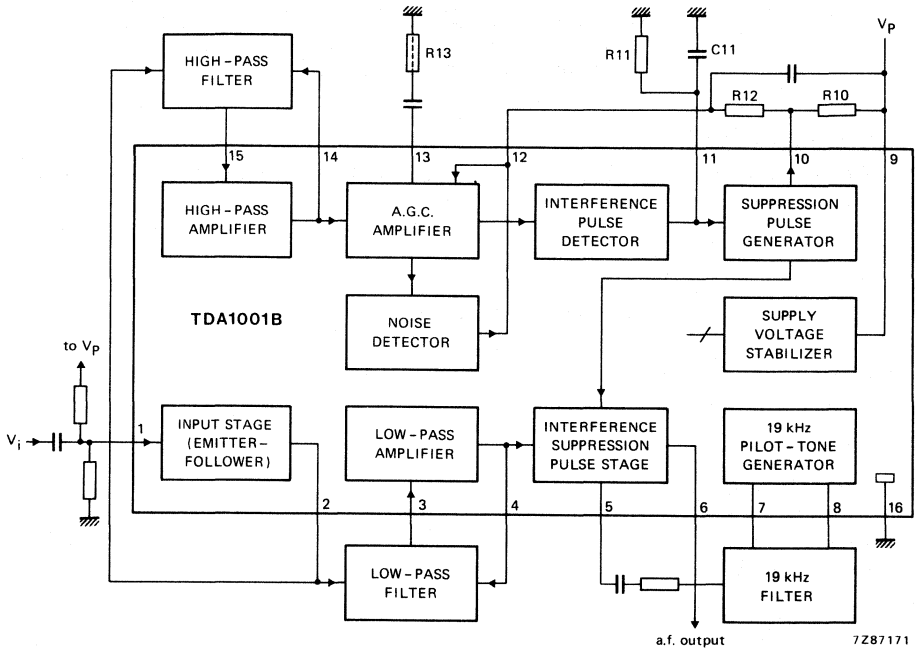 R13
R11
C11
VP
HIGH-PASS
FILTER
R12
R10
15
14
13
12
11
10
9
HIGH-PASS
AMPLIFIER
A.G.C.
AMPLIFIER
INTERFERENCE
PULSE
DETECTOR
SUPPRESSION
PULSE
GENERATOR
TDA1001B
NOISE
DETECTOR
SUPPLY
VOLTAGE
STABILIZER
to VP
Vi
1
INPUT STAGE
(EMITTER-
FOLLOWER)
LOW-PASS
AMPLIFIER
INTERFERENCE
SUPPRESSION
PULSE STAGE
19 kHz
PILOT-TONE
GENERATOR
2
3
4
5
6
7
8
16
LOW-PASS
FILTER
19 kHz
FILTER
a.f. output
7Z87171